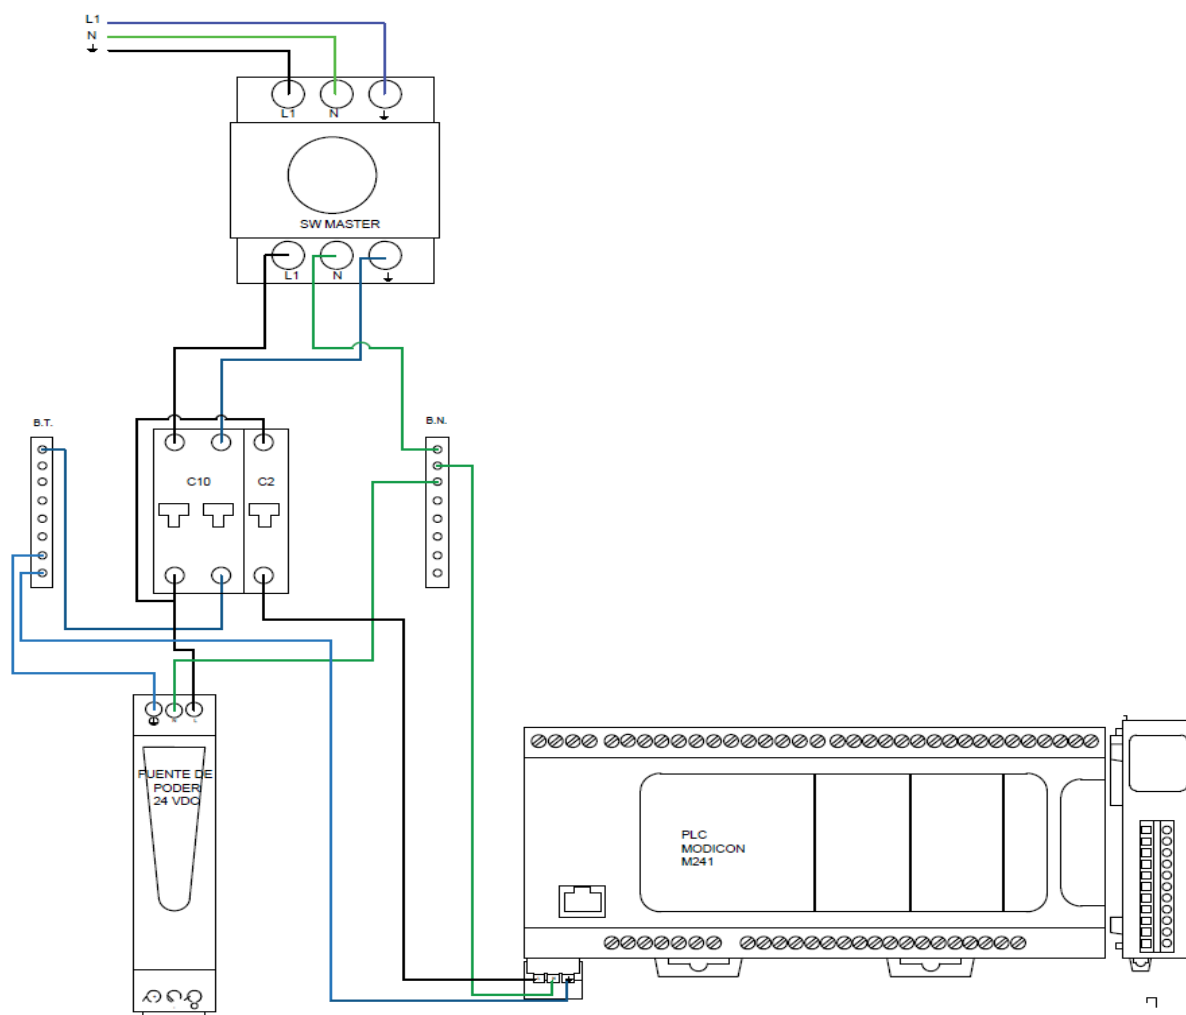 L1
N
L1
N
SW MASTER
L1
N
B.T.
B.N.
C10
C2
N
L
FUENTE DE
PODER
24 VDC
PLC
MODICON
M241